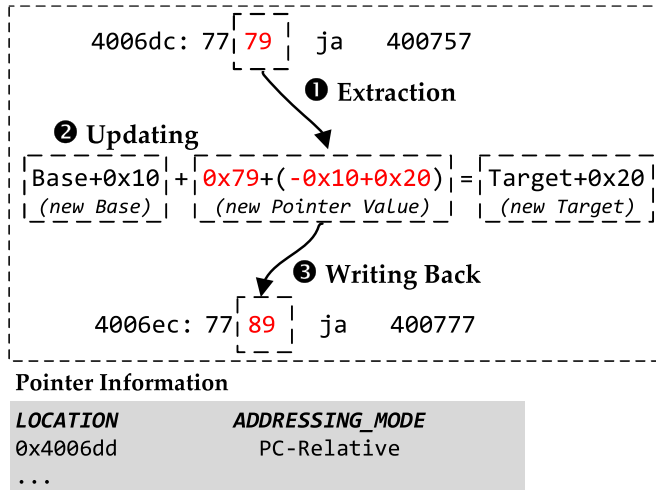 4006dc: 77 79 ja 400757
❶ Extraction
❷ Updating
Base+0x10 + 0x79+(-0x10+0x20) = Target+0x20
(new Base) (new Pointer Value) (new Target)
❸ Writing Back
4006ec: 77 89 ja 400777
Pointer Information
LOCATION ADDRESSING_MODE
0x4006dd PC-Relative
...